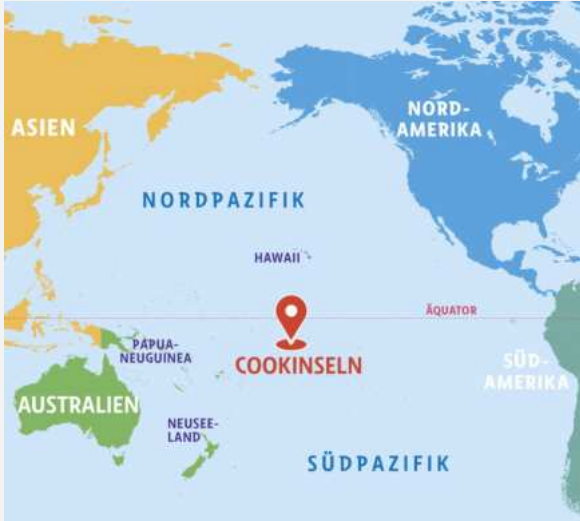 ASIEN
NORD-
AMERIKA
NORDPAZIFIK
HAWAII
ÄQUATOR
PAPUA-
NEUGUINEA
COOKINSELN
SÜD-
AMERIKA
AUSTRALIEN
NEUSEE-
LAND
SÜDPAZIFIK